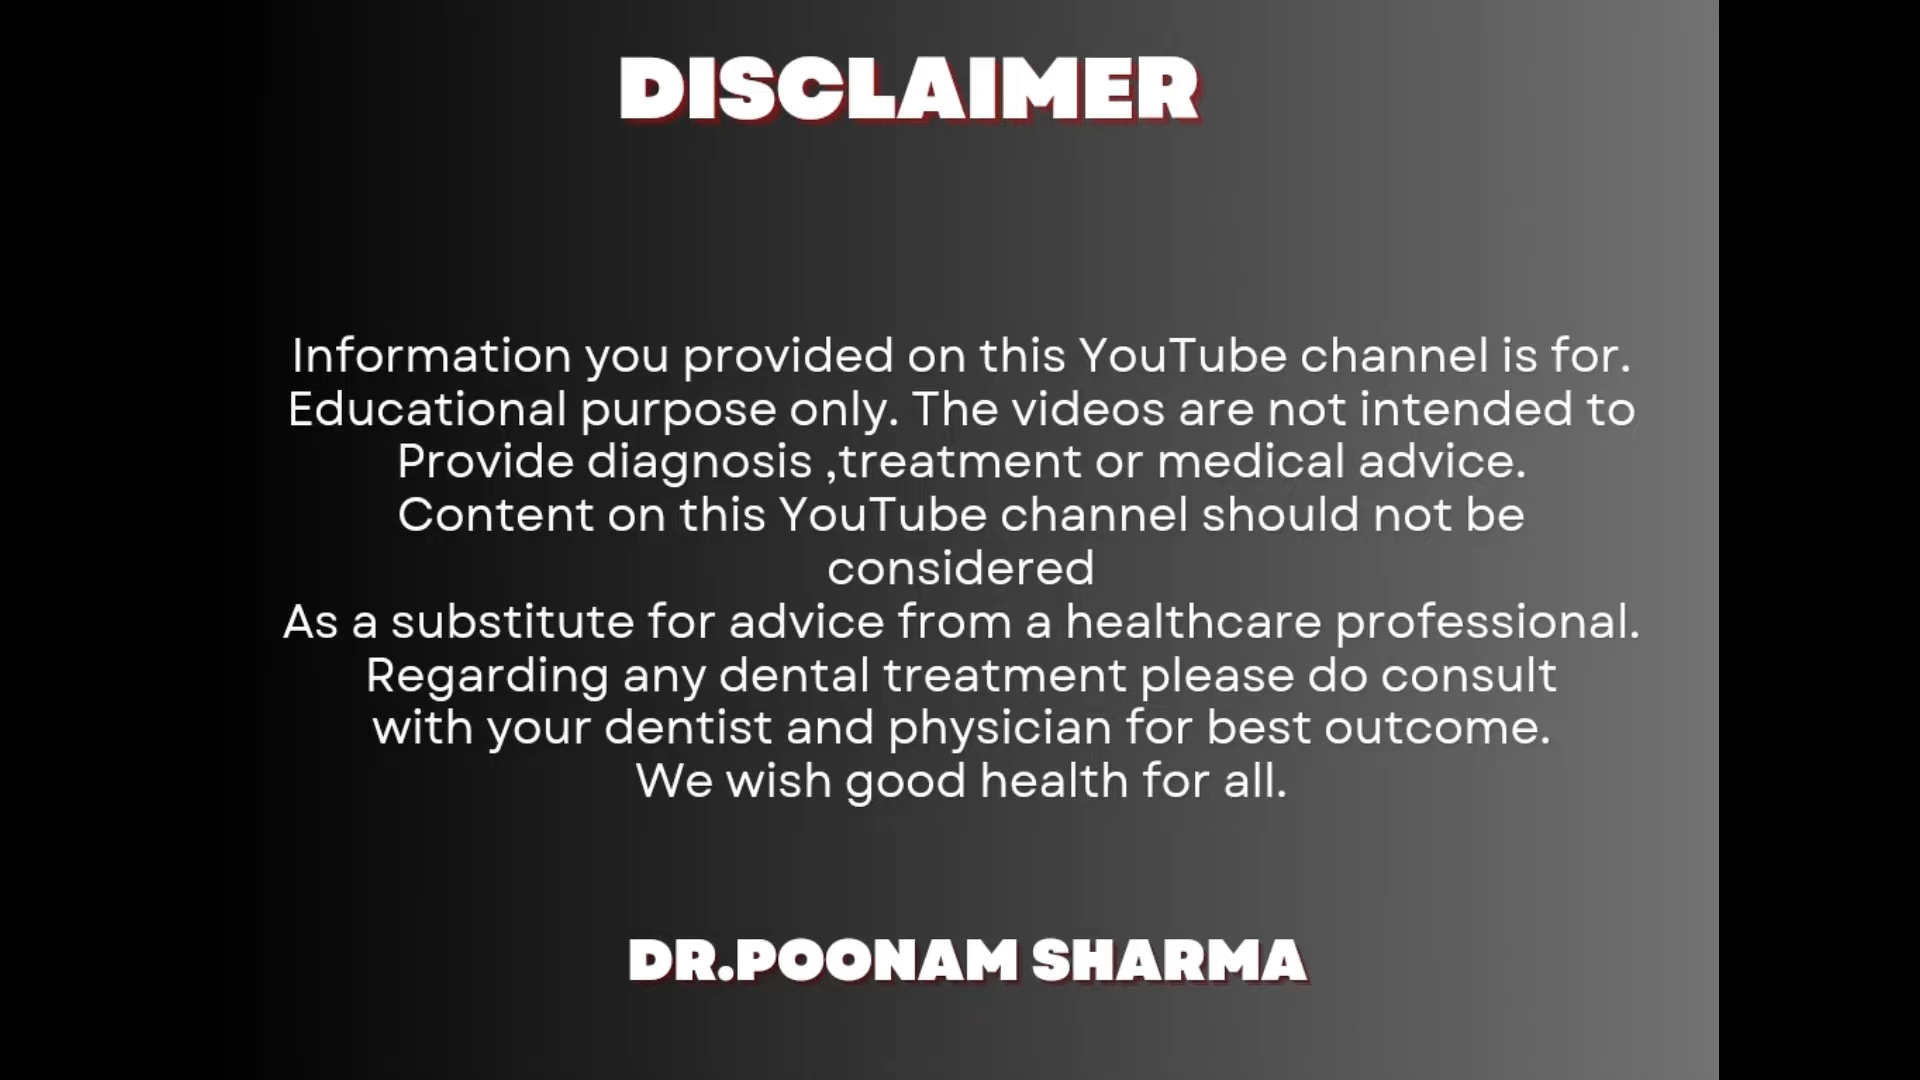 DISCLAIMER
Information you provided on this YouTube channel is for.
Educational purpose only. The videos are not intended to
Provide diagnosis ,treatment or medical advice.
Content on this YouTube channel should not be
considered
As a substitute for advice from a healthcare professional.
Regarding any dental treatment please do consult
with your dentist and physician for best outcome.
We wish good health for all.
DR.POONAM SHARMA